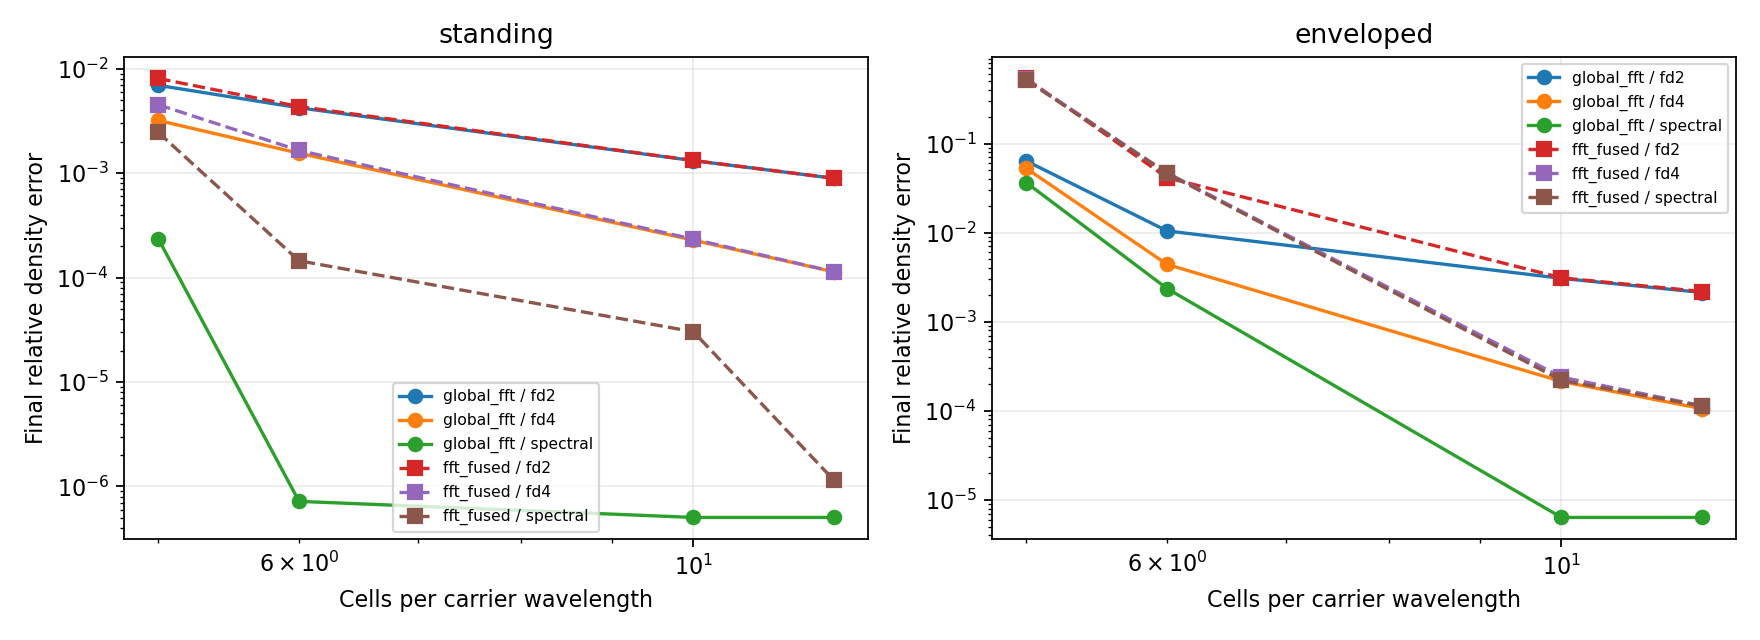 standing
10⁻²
10⁻³
10⁻⁴
10⁻⁵
10⁻⁶
Final relative density error
global_fft / fd2
global_fft / fd4
global_fft / spectral
fft_fused / fd2
fft_fused / fd4
fft_fused / spectral
6 × 10⁰
10¹
Cells per carrier wavelength
enveloped
10⁻¹
10⁻²
10⁻³
10⁻⁴
10⁻⁵
Final relative density error
global_fft / fd2
global_fft / fd4
global_fft / spectral
fft_fused / fd2
fft_fused / fd4
fft_fused / spectral
6 × 10⁰
10¹
Cells per carrier wavelength